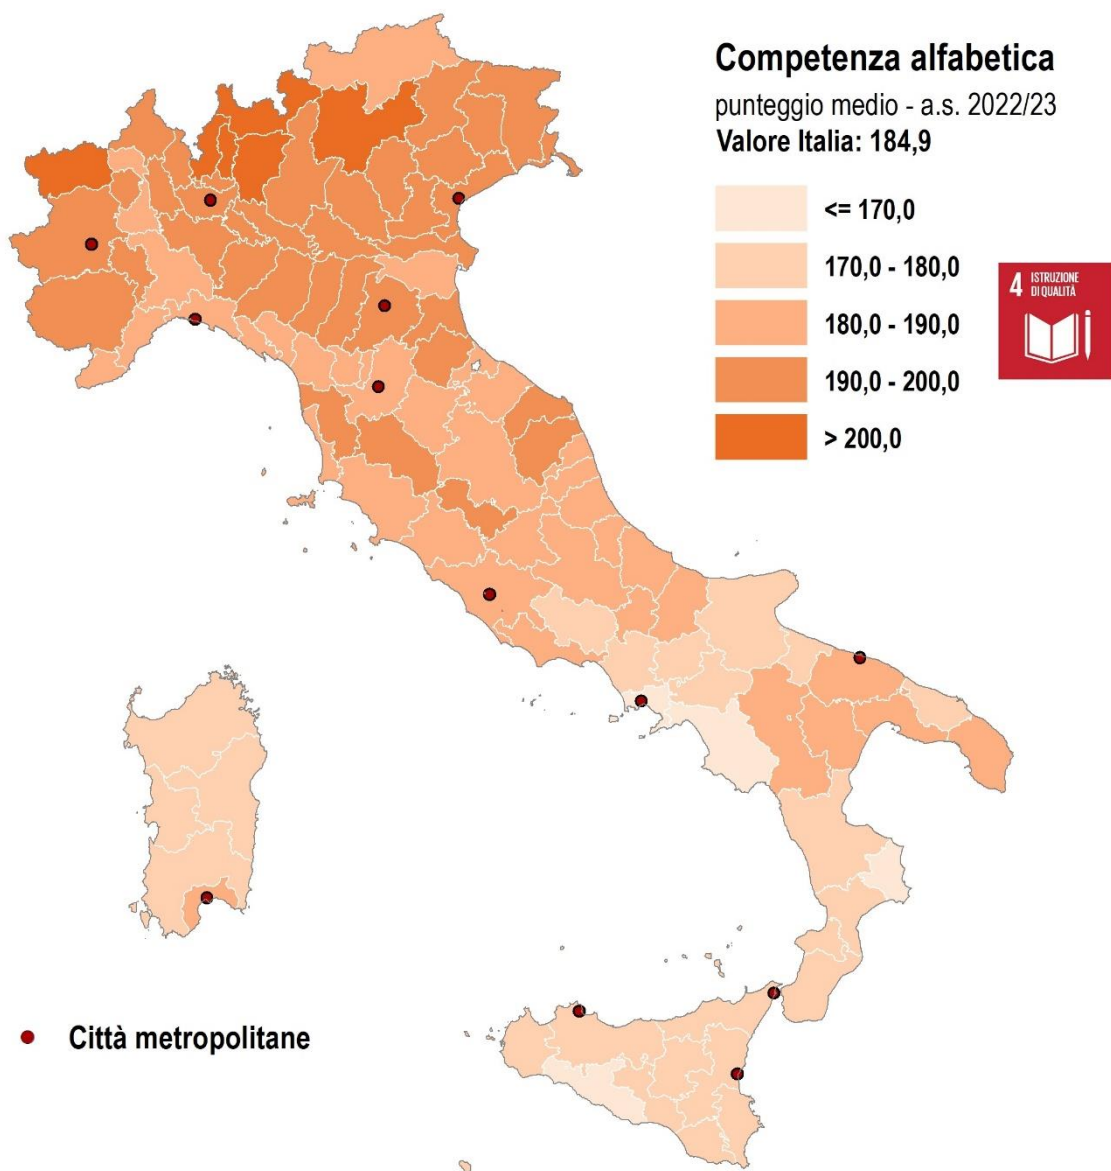 Competenza alfabetica
punteggio medio - a.s. 2022/23
Valore Italia: 184,9
<= 170,0
170,0 - 180,0
180,0 - 190,0
190,0 - 200,0
> 200,0
4 ISTRUZIONE
DI QUALITÀ
Città metropolitane